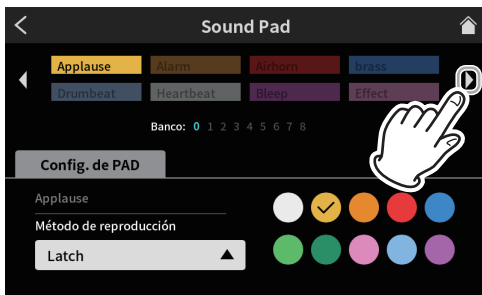 Sound Pad
Applause Alarm Airhorn brass
Drumbeat Heartbeat Bleep Effect
Banco: 0 1 2 3 4 5 6 7 8
Config. de PAD
Applause
Método de reproducción
Latch